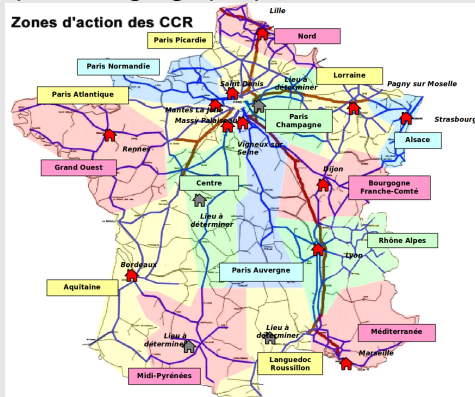 Zones d'action des CCR
Lille
Nord
Paris Picardie
Paris Normandie
Saint Denis
Lieu à
déterminer
Lorraine
Pagny sur Moselle
Paris Atlantique
Mantes La Jolie
Massy Palaiseau
Paris
Champagne
Strasbourg
Alsace
Rennes
Vigneux sur
Seine
Grand Ouest
Centre
Dijon
Bourgogne
Franche-Comté
Lieu à
déterminer
Rhône Alpes
Lyon
Bordeaux
Paris Auvergne
Aquitaine
Lieu à
déterminer
Lieu à
déterminer
Méditerranée
Marseille
Languedoc
Roussillon
Midi-Pyrénées